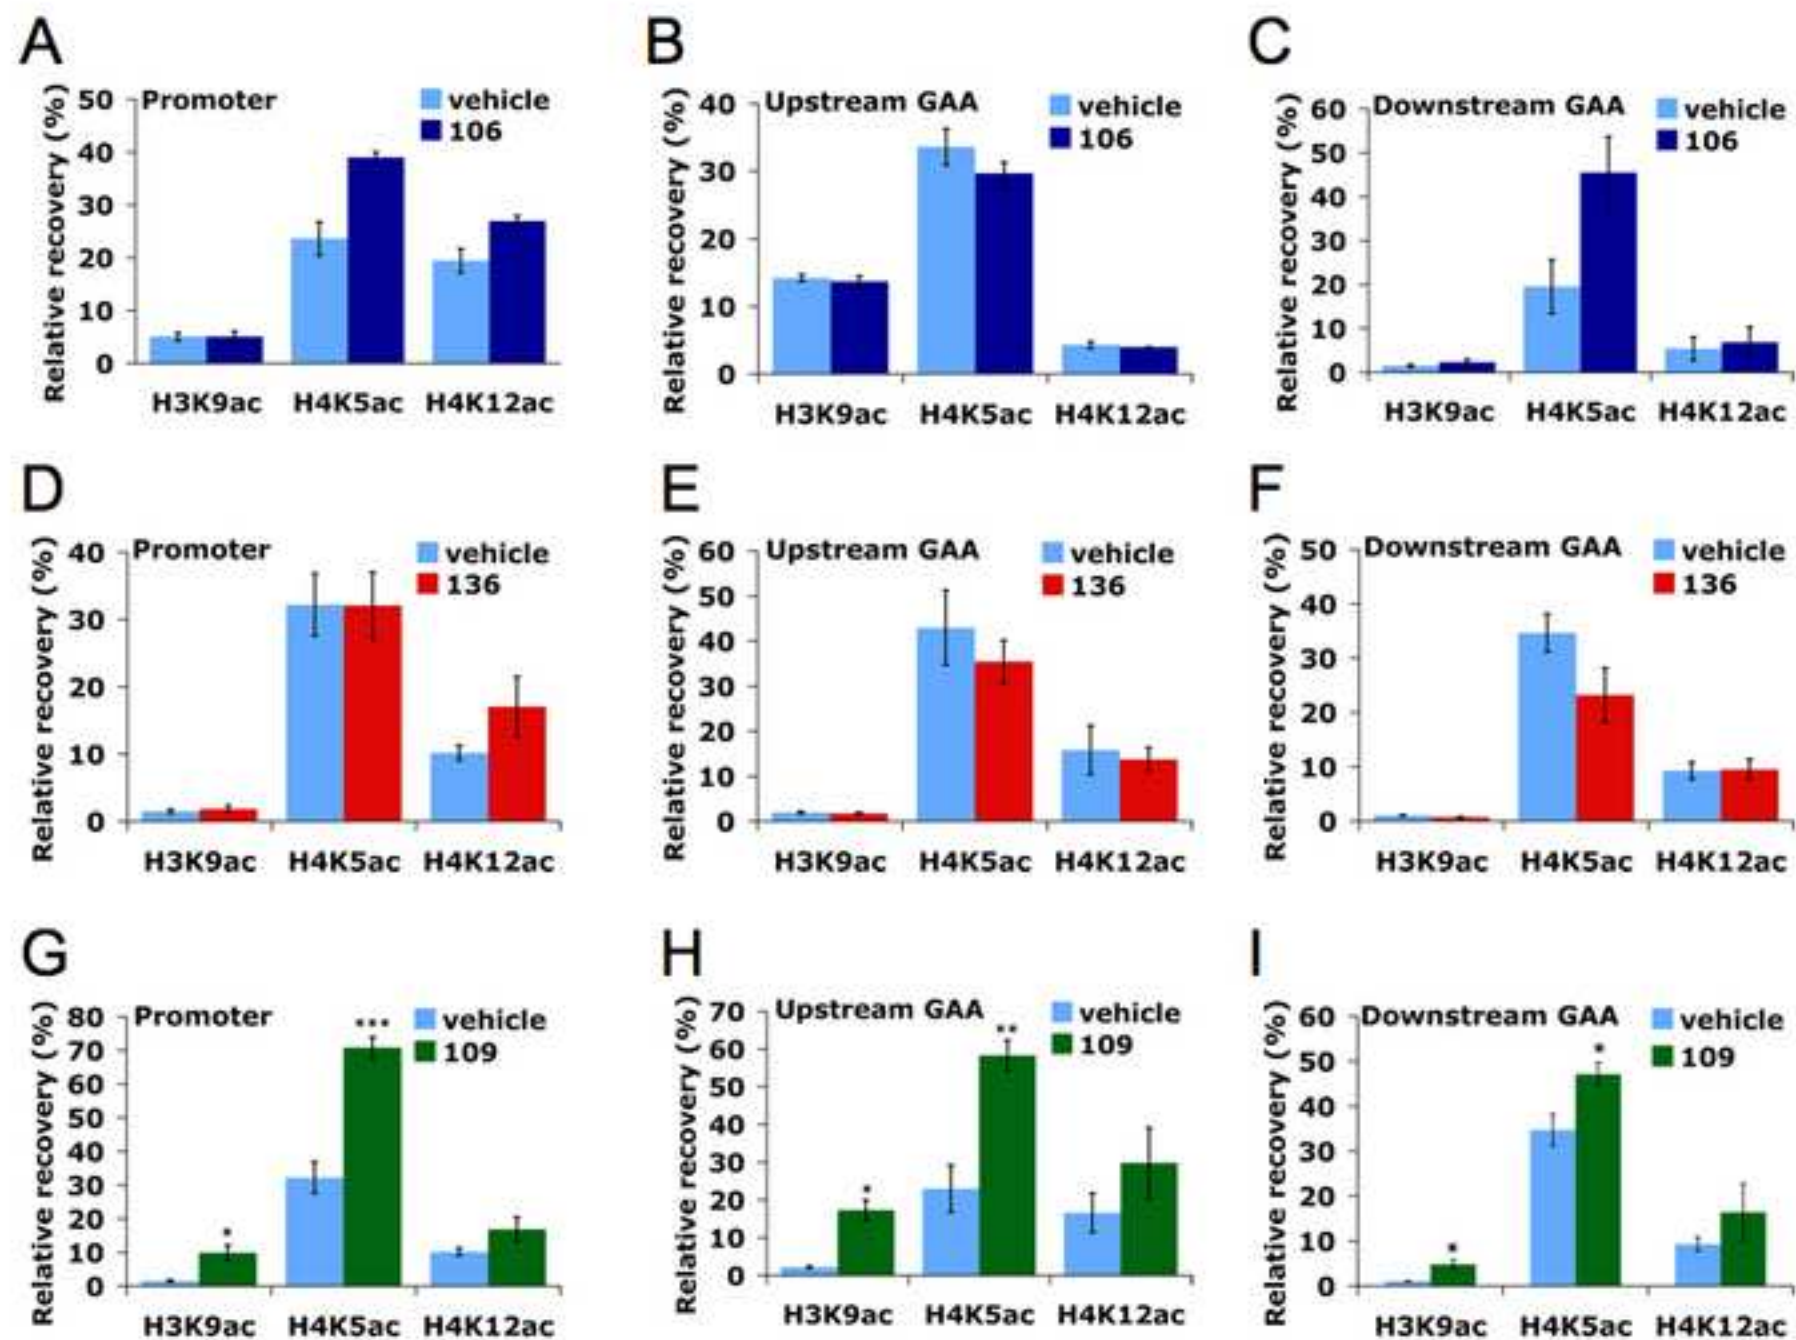 A
Relative recovery (%)
Promoter
vehicle
106
50
40
30
20
10
0
H3K9ac H4K5ac H4K12ac
B
Relative recovery (%)
Upstream GAA
vehicle
106
40
30
20
10
0
H3K9ac H4K5ac H4K12ac
C
Relative recovery (%)
Downstream GAA
vehicle
106
60
50
40
30
20
10
0
H3K9ac H4K5ac H4K12ac
D
Relative recovery (%)
Promoter
vehicle
136
40
30
20
10
0
H3K9ac H4K5ac H4K12ac
E
Relative recovery (%)
Upstream GAA
vehicle
136
60
50
40
30
20
10
0
H3K9ac H4K5ac H4K12ac
F
Relative recovery (%)
Downstream GAA
vehicle
136
50
40
30
20
10
0
H3K9ac H4K5ac H4K12ac
G
Relative recovery (%)
Promoter
vehicle
109
80
70
60
50
40
30
20
10
0
*
***
H3K9ac H4K5ac H4K12ac
H
Relative recovery (%)
Upstream GAA
vehicle
109
70
60
50
40
30
20
10
0
*
**
H3K9ac H4K5ac H4K12ac
I
Relative recovery (%)
Downstream GAA
vehicle
109
60
50
40
30
20
10
0
*
*
H3K9ac H4K5ac H4K12ac